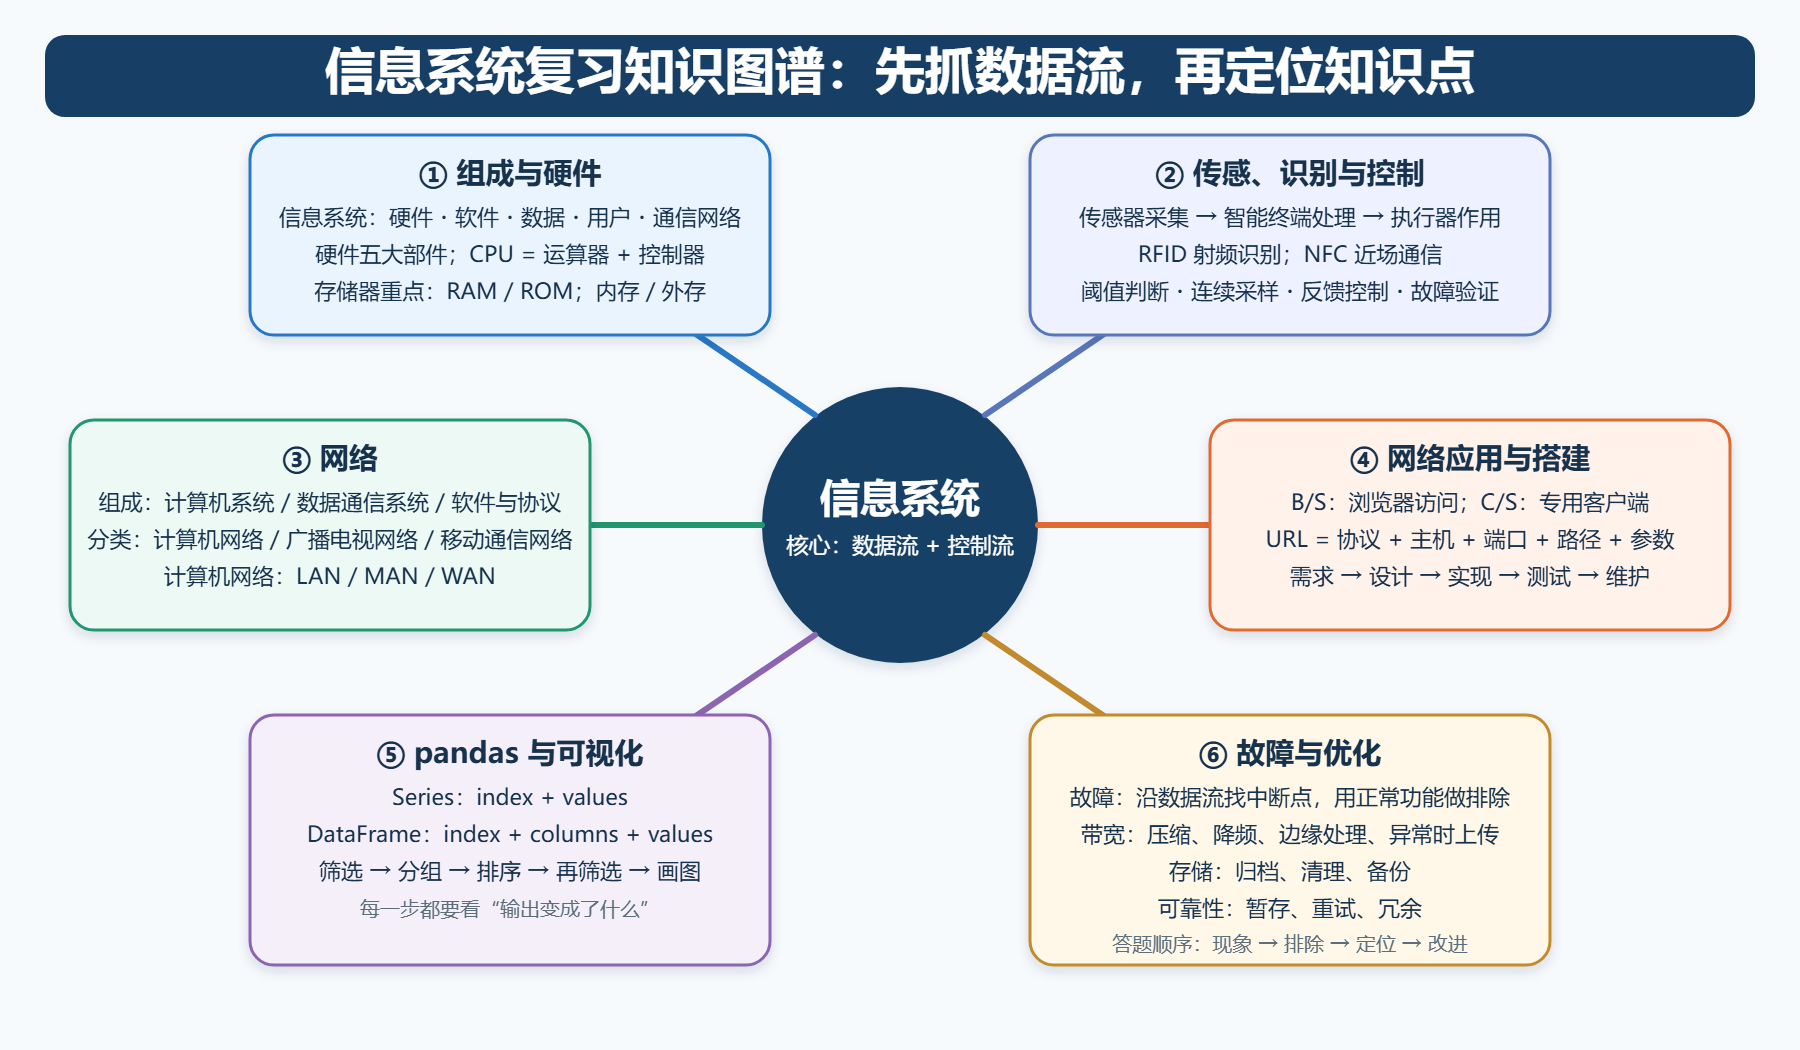 信息系统复习知识图谱：先抓数据流，再定位知识点
① 组成与硬件
信息系统：硬件 · 软件 · 数据 · 用户 · 通信网络
硬件五大部件；CPU = 运算器 + 控制器
存储器重点：RAM / ROM；内存 / 外存
② 传感、识别与控制
传感器采集 → 智能终端处理 → 执行器作用
RFID 射频识别；NFC 近场通信
阈值判断 · 连续采样 · 反馈控制 · 故障验证
③ 网络
组成：计算机系统 / 数据通信系统 / 软件与协议
分类：计算机网络 / 广播电视网络 / 移动通信网络
计算机网络：LAN / MAN / WAN
信息系统
核心：数据流 + 控制流
④ 网络应用与搭建
B/S：浏览器访问；C/S：专用客户端
URL = 协议 + 主机 + 端口 + 路径 + 参数
需求 → 设计 → 实现 → 测试 → 维护
⑤ pandas 与可视化
Series：index + values
DataFrame：index + columns + values
筛选 → 分组 → 排序 → 再筛选 → 画图
每一步都要看“输出变成了什么”
⑥ 故障与优化
故障：沿数据流找中断点，用正常功能做排除
带宽：压缩、降频、边缘处理、异常时上传
存储：归档、清理、备份
可靠性：暂存、重试、冗余
答题顺序：现象 → 排除 → 定位 → 改进